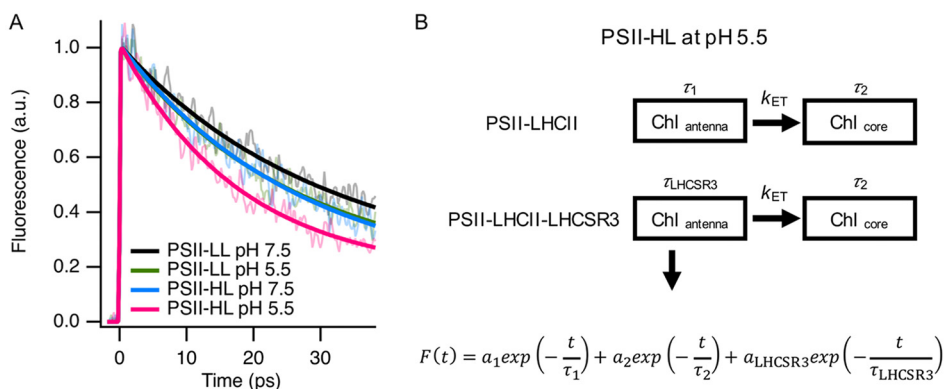 A
Fluorescence (a.u.)
1.0
0.8
0.6
0.4
0.2
0.0
PSII-LL pH 7.5
PSII-LL pH 5.5
PSII-HL pH 7.5
PSII-HL pH 5.5
0 10 20 30
Time (ps)
B
PSII-HL at pH 5.5
τ1 kET τ2
PSII-LHCII Chl antenna Chl core
τLHCSR3 kET τ2
PSII-LHCII-LHCSR3 Chl antenna Chl core
F(t) = a1exp (− t/τ1) + a2exp (− t/τ2) + aLHCSR3exp (− t/τLHCSR3)